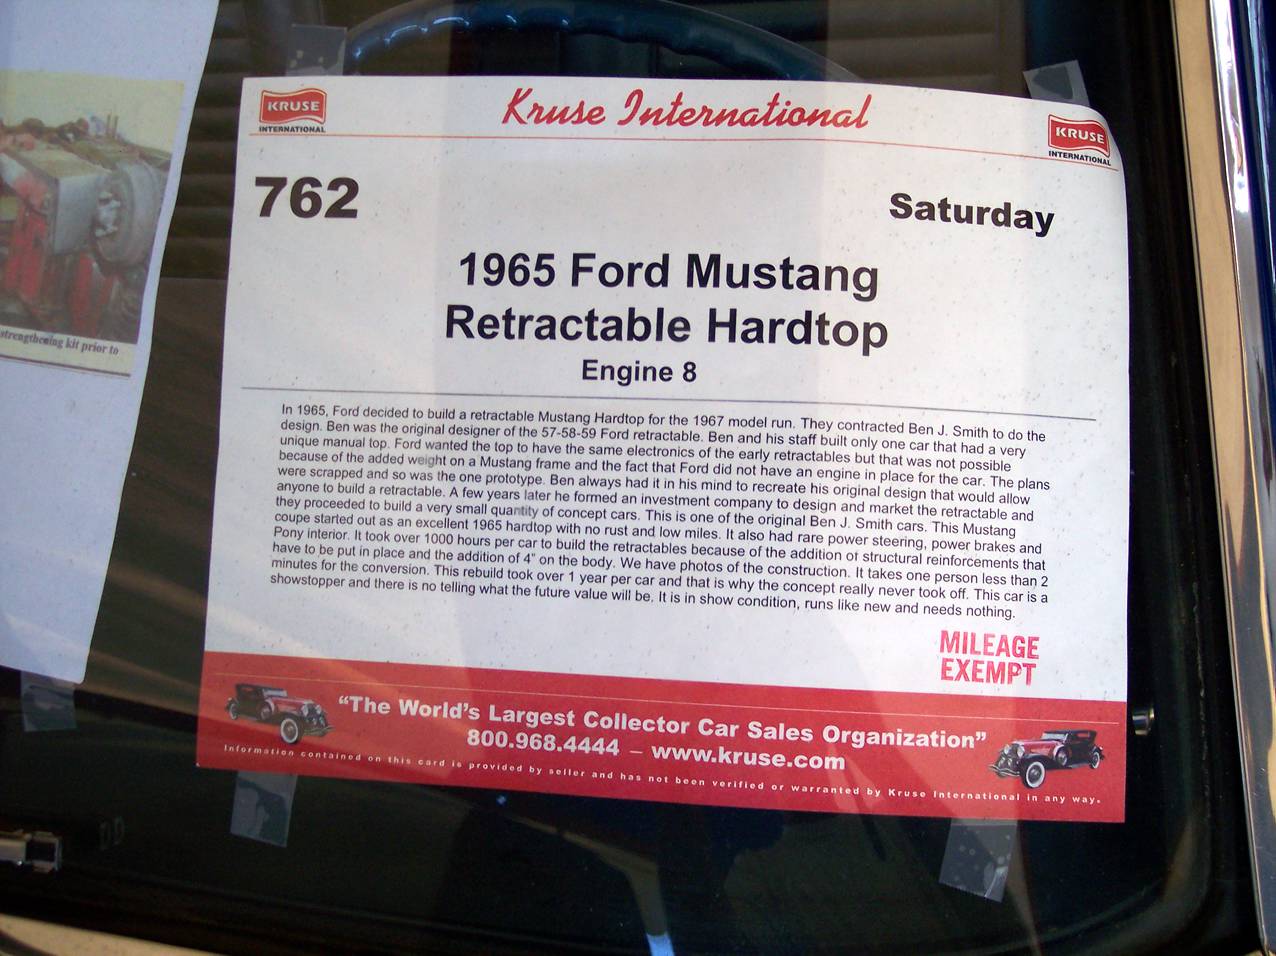 KRUSE
INTERNATIONAL
Kruse International
KRUSE
INTERNATIONAL
762
Saturday
1965 Ford Mustang
Retractable Hardtop
Engine 8
In 1965, Ford decided to build a retractable Mustang Hardtop for the 1967 model run. They contracted Ben J. Smith to do the
design. Ben was the original designer of the 57-58-59 Ford retractable. Ben and his staff built only one car that had a very
unique manual top. Ford wanted the top to have the same electronics of the early retractables but that was not possible
because of the added weight on a Mustang frame and the fact that Ford did not have an engine in place for the car. The plans
were scrapped and so was the one prototype. Ben always had it in his mind to recreate his original design that would allow
anyone to build a retractable. A few years later he formed an investment company to design and market the retractable and
they proceeded to build a very small quantity of concept cars. This is one of the original Ben J. Smith cars. This Mustang
coupe started out as an excellent 1965 hardtop with no rust and low miles. It also had rare power steering, power brakes and
Pony interior. It took over 1000 hours per car to build the retractables because of the addition of structural reinforcements that
have to be put in place and the addition of 4" on the body. We have photos of the construction. It takes one person less than 2
minutes for the conversion. This rebuild took over 1 year per car and that is why the concept really never took off. This car is a
showstopper and there is no telling what the future value will be. It is in show condition, runs like new and needs nothing.
MILEAGE
EXEMPT
“The World's Largest Collector Car Sales Organization”
800.968.4444 – www.kruse.com
Information contained on this card is provided by seller and has not been verified or warranted by Kruse International in any way.
strengthening kit prior to